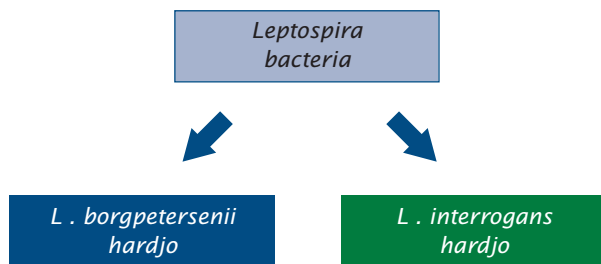 Leptospira
bacteria
L . borgpetersenii
hardjo
L . interrogans
hardjo